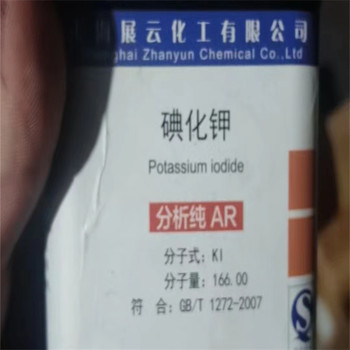 展云化工有限公司
hai Zhanyun Chemical Co.,Ltd
碘化钾
Potassium iodide
分析纯 AR
分子式: KI
分子量: 166.00
符 合: GB/T 1272-2007